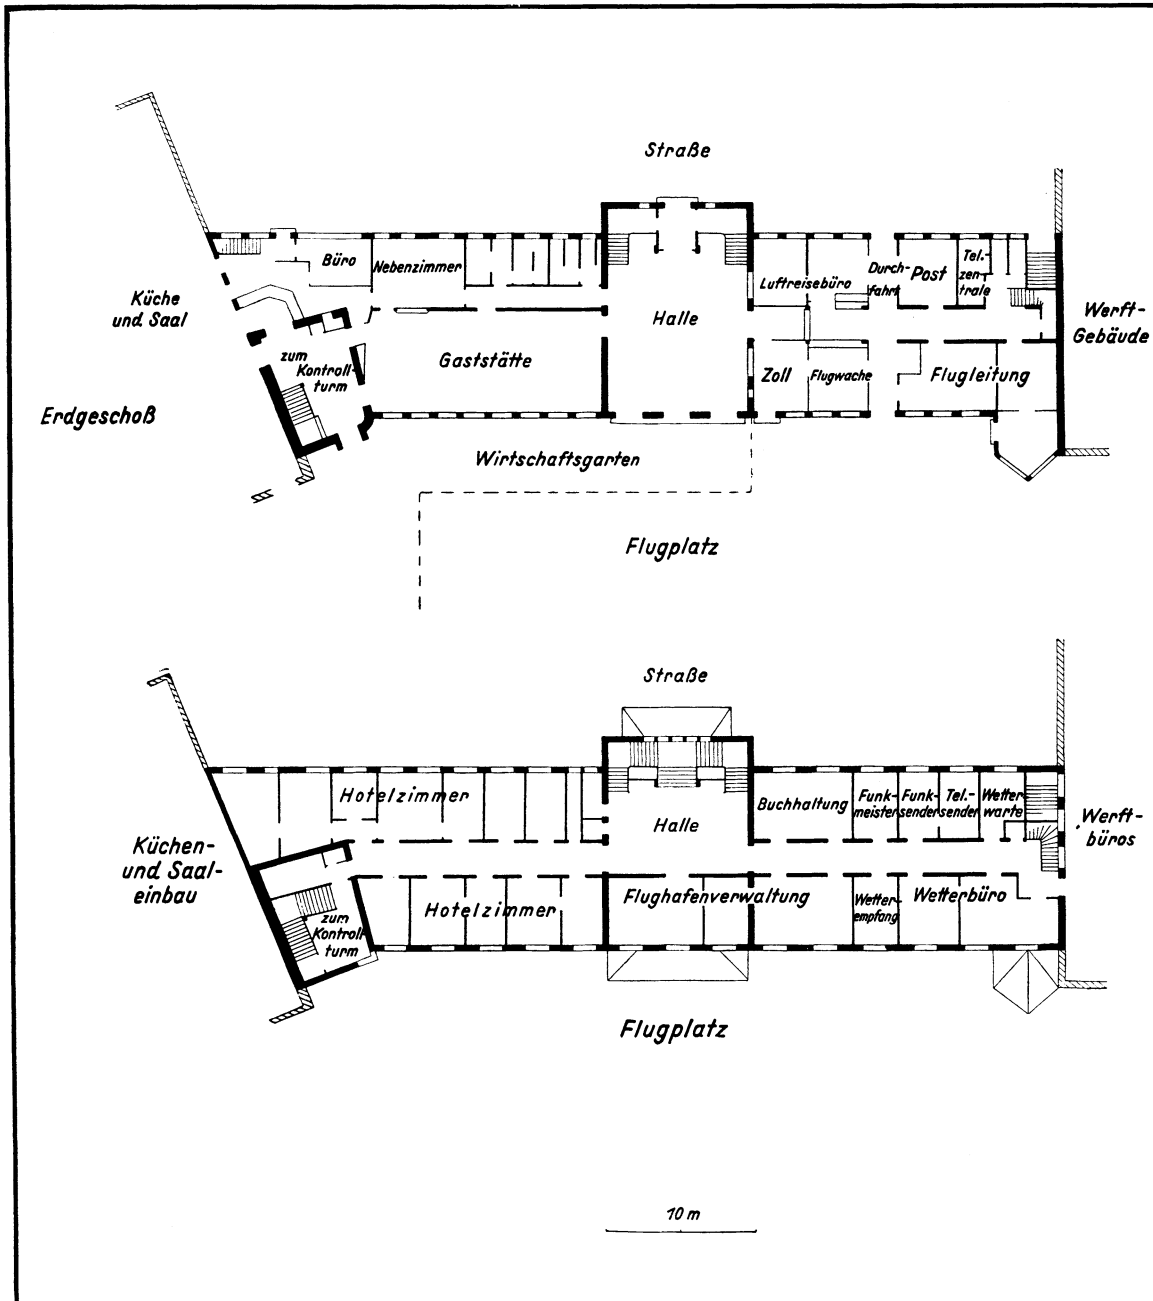 Straße
Büro
Nebenzimmer
Küche
und Saal
Halle
Luftreisebüro
Durch-
fahrt
Post
Tel.-
zen-
trale
Werft-
Gebäude
zum
Kontroll-
turm
Gaststätte
Zoll
Flugwache
Flugleitung
Erdgeschoß
Wirtschaftsgarten
Flugplatz
Straße
Hotelzimmer
Halle
Buchhaltung
Funk-
meister
Funk-
sender
Tel.-
sender
Wetter
warte
Werft-
büros
Küchen-
und Saal-
einbau
Hotelzimmer
zum
Kontroll
turm
Flughafenverwaltung
Wetter
empfang
Wetterbüro
Flugplatz
10 m